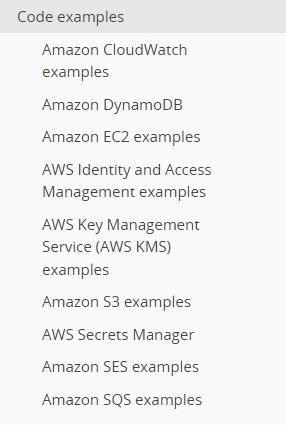 Code examples
Amazon CloudWatch
examples
Amazon DynamoDB
Amazon EC2 examples
AWS Identity and Access
Management examples
AWS Key Management
Service (AWS KMS)
examples
Amazon S3 examples
AWS Secrets Manager
Amazon SES examples
Amazon SQS examples